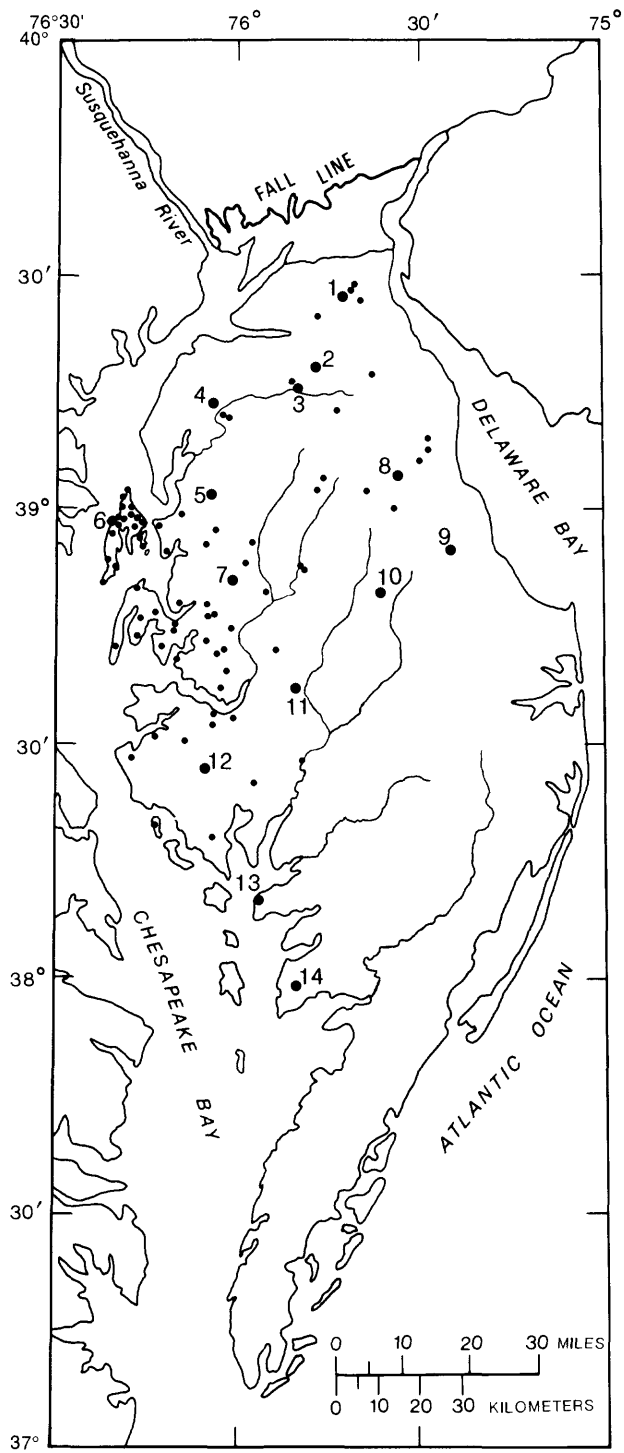 76°30′ 76° 30′ 75°
40°
Susquehanna River
FALL LINE
30′
1
2
3
4
DELAWARE BAY
8
5
39°
6
9
7
10
11
30′
12
13
CHESAPEAKE BAY
38°
14
ATLANTIC OCEAN
30′
0 10 20 30 MILES
0 10 20 30 KILOMETERS
37°